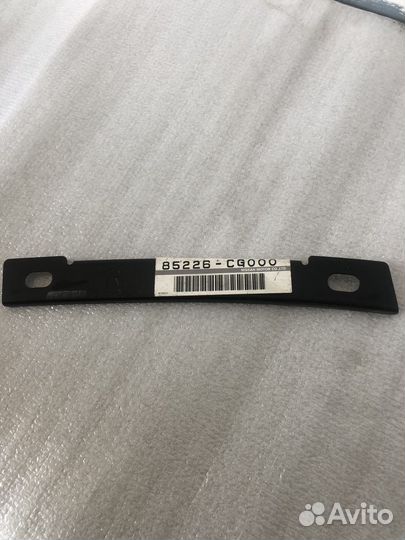 85226-CG000
NISSAN MOTOR CO.,LTD.
Avito